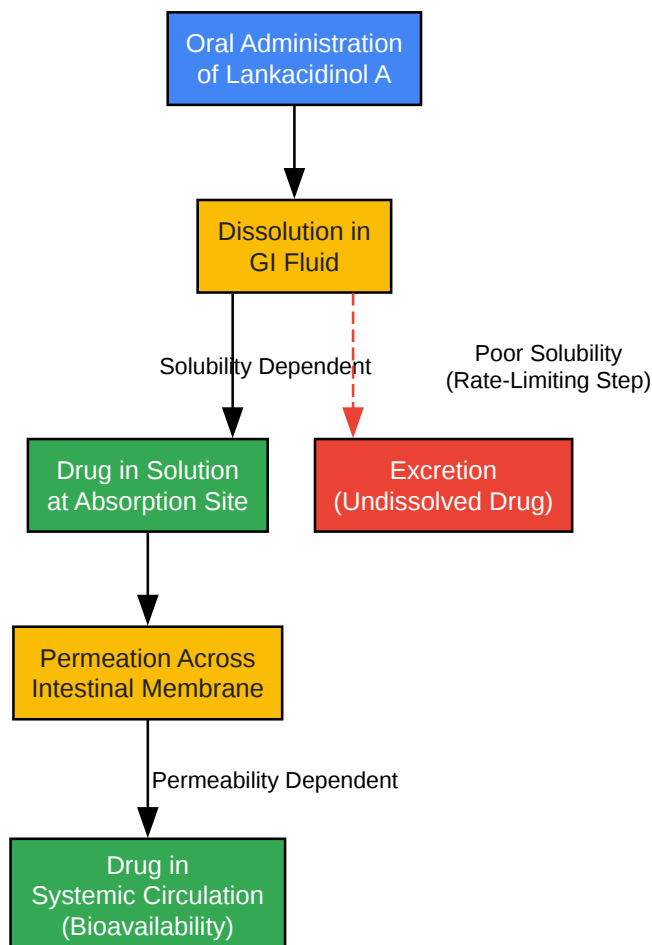 Oral Administration
of Lankacidinol A
Dissolution in
GI Fluid
Solubility Dependent
Poor Solubility
(Rate-Limiting Step)
Drug in Solution
at Absorption Site
Excretion
(Undissolved Drug)
Permeation Across
Intestinal Membrane
Permeability Dependent
Drug in
Systemic Circulation
(Bioavailability)